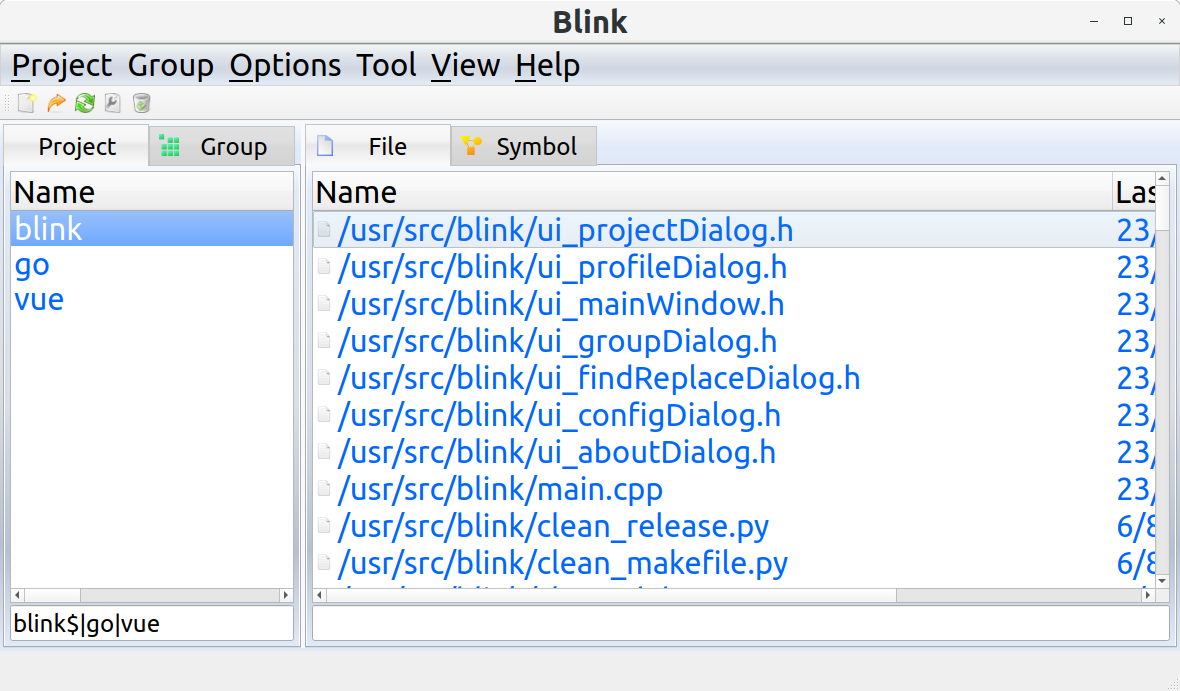 Blink
Project Group Options Tool View Help
Project Group File Symbol
Name
blink
go
vue
blink$|go|vue
Name Las
/usr/src/blink/ui_projectDialog.h 23/
/usr/src/blink/ui_profileDialog.h 23/
/usr/src/blink/ui_mainWindow.h 23/
/usr/src/blink/ui_groupDialog.h 23/
/usr/src/blink/ui_findReplaceDialog.h 23/
/usr/src/blink/ui_configDialog.h 23/
/usr/src/blink/ui_aboutDialog.h 23/
/usr/src/blink/main.cpp 23/
/usr/src/blink/clean_release.py 6/8
/usr/src/blink/clean_makefile.py 6/8